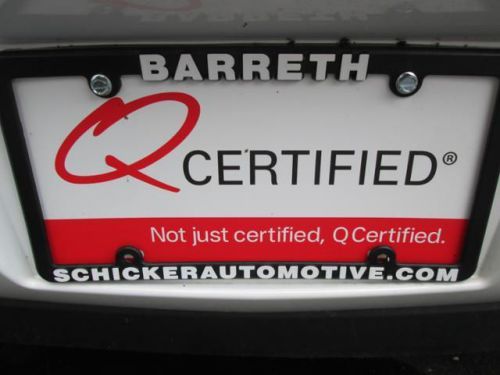 BARRETH
Q CERTIFIED®
Not just certified, Q Certified.
SCHICKERAUTOMOTIVE.COM